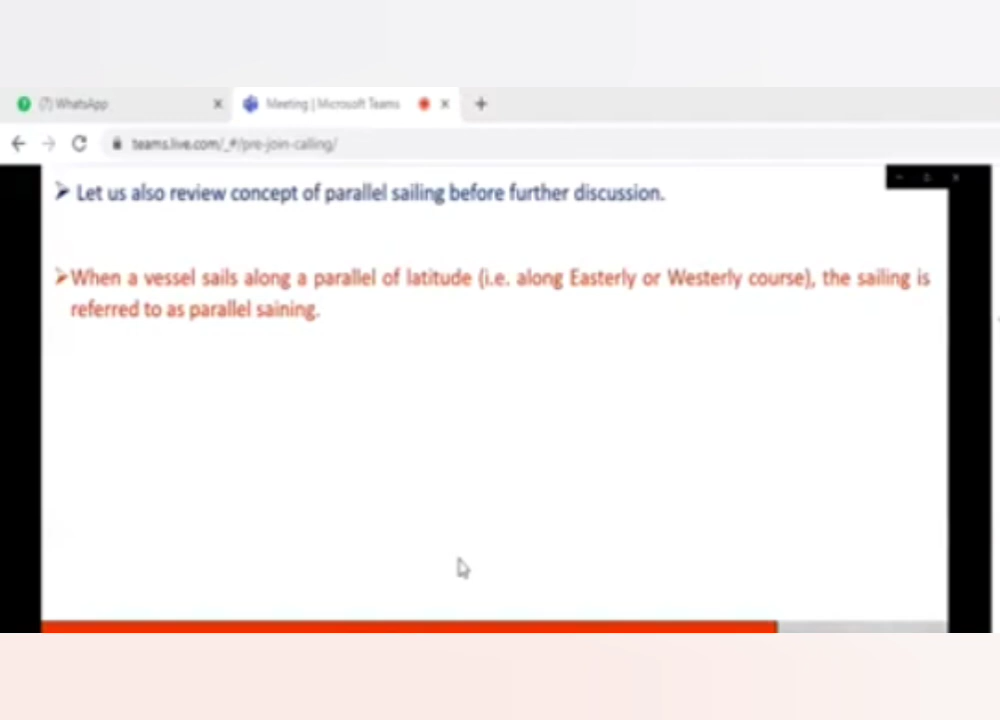 (7) WhatsApp
Meeting | Microsoft Teams
teams.live.com/_#/pre-join-calling/
➢ Let us also review concept of parallel sailing before further discussion.
➢When a vessel sails along a parallel of latitude (i.e. along Easterly or Westerly course), the sailing is
referred to as parallel saining.